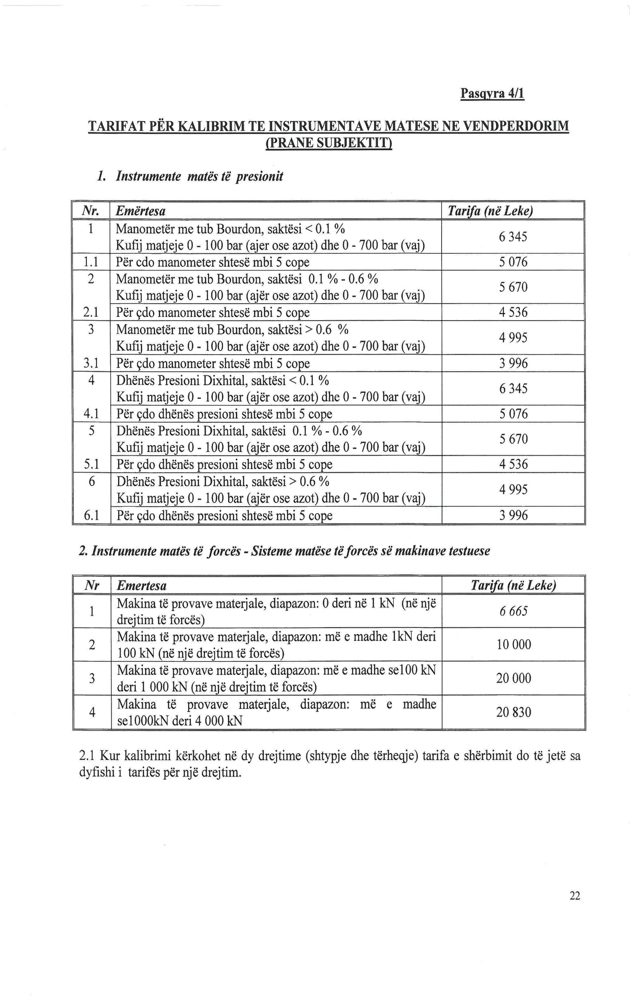 Pasqyra 4/1
TARIFAT PËR KALIBRIM TE INSTRUMENTAVE MATESE NE VENDPERDORIM
(PRANE SUBJEKTIT)
1. Instrumente matës të presionit
Nr. Emërtesa Tarifa (në Leke)
1 Manometër me tub Bourdon, saktësi < 0.1 %
Kufij matjeje 0 - 100 bar (ajer ose azot) dhe 0 - 700 bar (vaj) 6 345
1.1 Për cdo manometer shtesë mbi 5 cope 5 076
2 Manometër me tub Bourdon, saktësi 0.1 % - 0.6 %
Kufij matjeje 0 - 100 bar (ajër ose azot) dhe 0 - 700 bar (vaj) 5 670
2.1 Për çdo manometer shtesë mbi 5 cope 4 536
3 Manometër me tub Bourdon, saktësi > 0.6 %
Kufij matjeje 0 - 100 bar (ajër ose azot) dhe 0 - 700 bar (vaj) 4 995
3.1 Për çdo manometer shtesë mbi 5 cope 3 996
4 Dhënës Presioni Dixhital, saktësi < 0.1 %
Kufij matjeje 0 - 100 bar (ajër ose azot) dhe 0 - 700 bar (vaj) 6 345
4.1 Për çdo dhënës presioni shtesë mbi 5 cope 5 076
5 Dhënës Presioni Dixhital, saktësi 0.1 % - 0.6 %
Kufij matjeje 0 - 100 bar (ajër ose azot) dhe 0 - 700 bar (vaj) 5 670
5.1 Për çdo dhënës presioni shtesë mbi 5 cope 4 536
6 Dhënës Presioni Dixhital, saktësi > 0.6 %
Kufij matjeje 0 - 100 bar (ajër ose azot) dhe 0 - 700 bar (vaj) 4 995
6.1 Për çdo dhënës presioni shtesë mbi 5 cope 3 996
2. Instrumente matës të forcës - Sisteme matëse të forcës së makinave testuese
Nr Emertesa Tarifa (në Leke)
1 Makina të provave materjale, diapazon: 0 deri në 1 kN (në një
drejtim të forcës) 6 665
2 Makina të provave materjale, diapazon: më e madhe 1kN deri
100 kN (në një drejtim të forcës) 10 000
3 Makina të provave materjale, diapazon: më e madhe se100 kN
deri 1 000 kN (në një drejtim të forcës) 20 000
4 Makina të provave materjale, diapazon: më e madhe
se1000kN deri 4 000 kN 20 830
2.1 Kur kalibrimi kërkohet në dy drejtime (shtypje dhe tërheqje) tarifa e shërbimit do të jetë sa
dyfishi i tarifës për një drejtim.
22